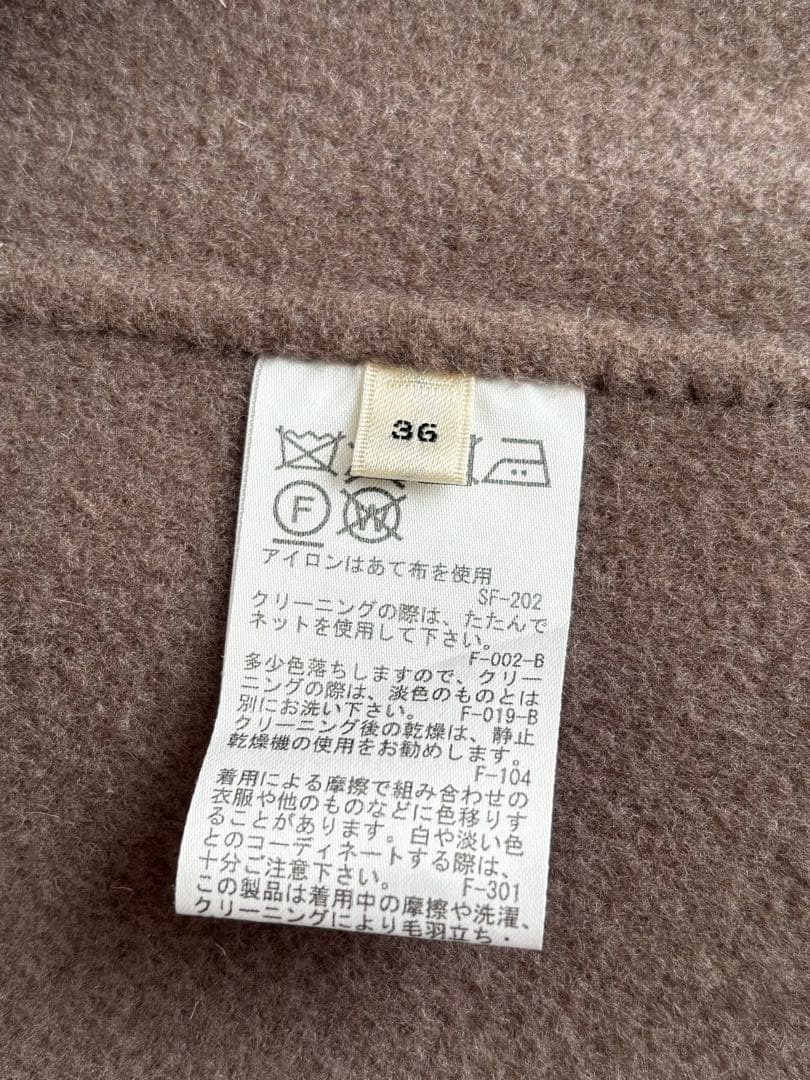 36
F
W
アイロンはあて布を使用
SF-202
クリーニングの際は、たたんで
ネットを使用して下さい。
F-002-B
多少色落ちしますので、クリー
ニングの際は、淡色のものとは
別にお洗い下さい。 F-019-B
クリーニング後の乾燥は、静止
乾燥機の使用をお勧めします。
F-104
着用による摩擦で組み合わせの
衣服や他のものなどに色移りす
ることがあります。白や淡い色
とのコーディネートする際は、
十分ご注意下さい。 F-301
この製品は着用中の摩擦や洗濯、
クリーニングにより毛羽立ち・